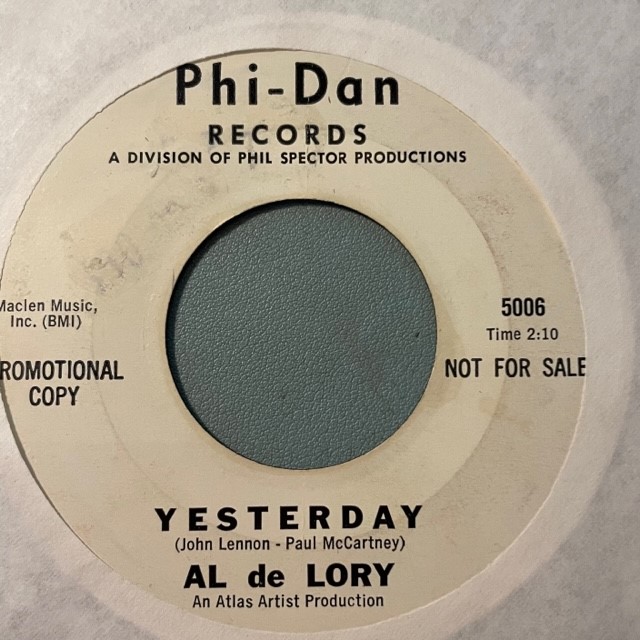 Phi-Dan
RECORDS
A DIVISION OF PHIL SPECTOR PRODUCTIONS
Maclen Music,
Inc. (BMI)
ROMOTIONAL
COPY
5006
Time 2:10
NOT FOR SALE
YESTERDAY
(John Lennon - Paul McCartney)
AL de LORY
An Atlas Artist Production